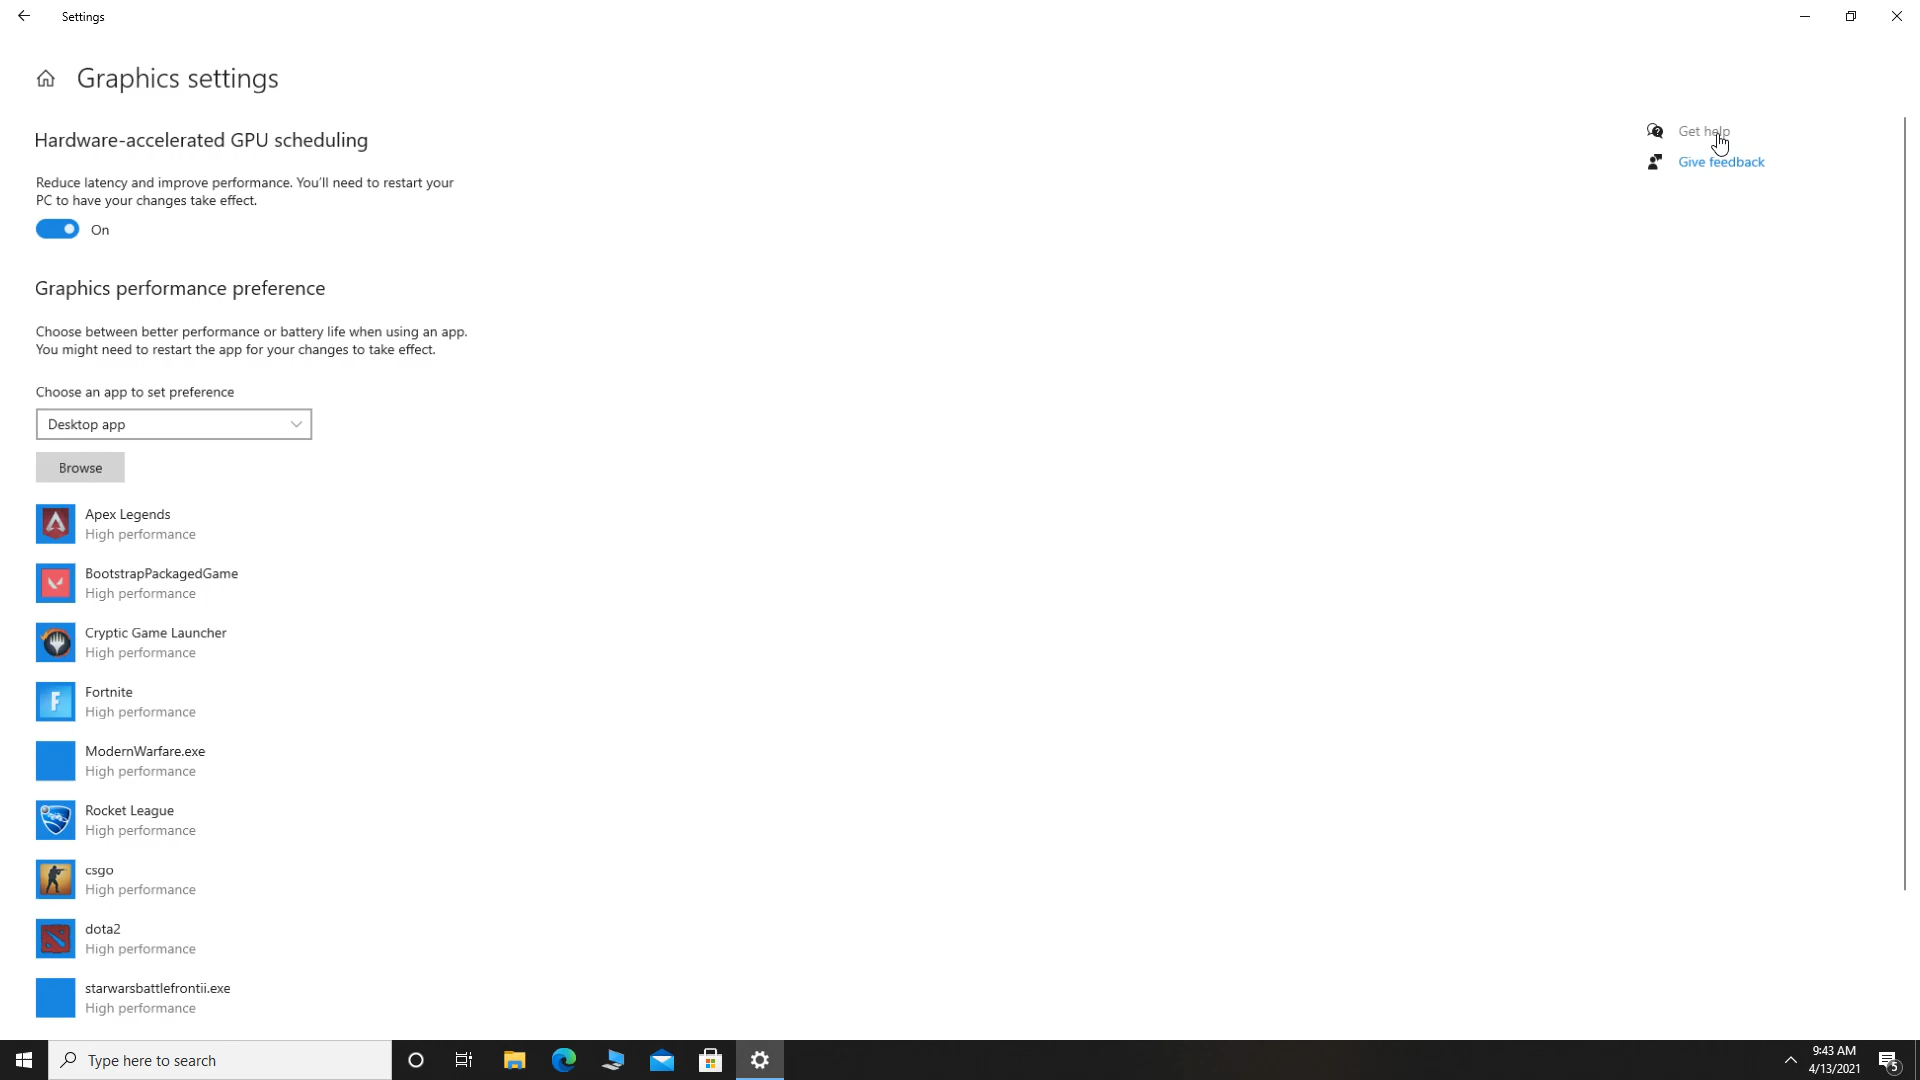 Settings
Graphics settings
Hardware-accelerated GPU scheduling
Reduce latency and improve performance. You'll need to restart your
PC to have your changes take effect.
On
Graphics performance preference
Choose between better performance or battery life when using an app.
You might need to restart the app for your changes to take effect.
Choose an app to set preference
Desktop app
Browse
Apex Legends
High performance
BootstrapPackagedGame
High performance
Cryptic Game Launcher
High performance
F
Fortnite
High performance
ModernWarfare.exe
High performance
Rocket League
High performance
csgo
High performance
dota2
High performance
starwarsbattlefrontii.exe
High performance
Get help
Give feedback
Type here to search
9:43 AM
4/13/2021
5